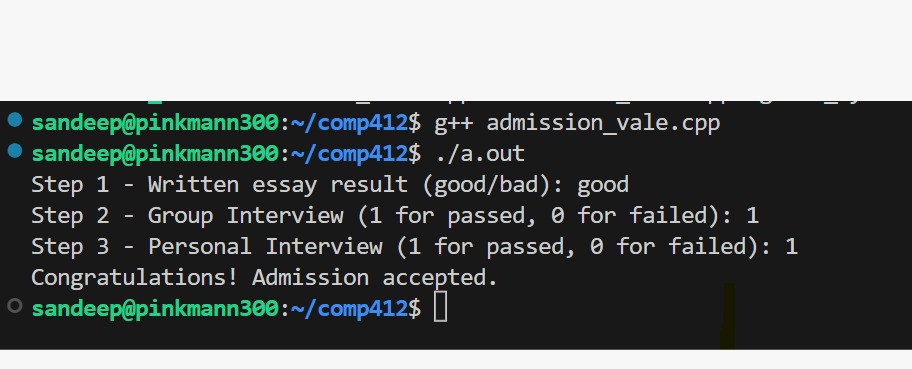 sandeep@pinkmann300:~/comp412$ g++ admission_vale.cpp
sandeep@pinkmann300:~/comp412$ ./a.out
Step 1 - Written essay result (good/bad): good
Step 2 - Group Interview (1 for passed, 0 for failed): 1
Step 3 - Personal Interview (1 for passed, 0 for failed): 1
Congratulations! Admission accepted.
sandeep@pinkmann300:~/comp412$